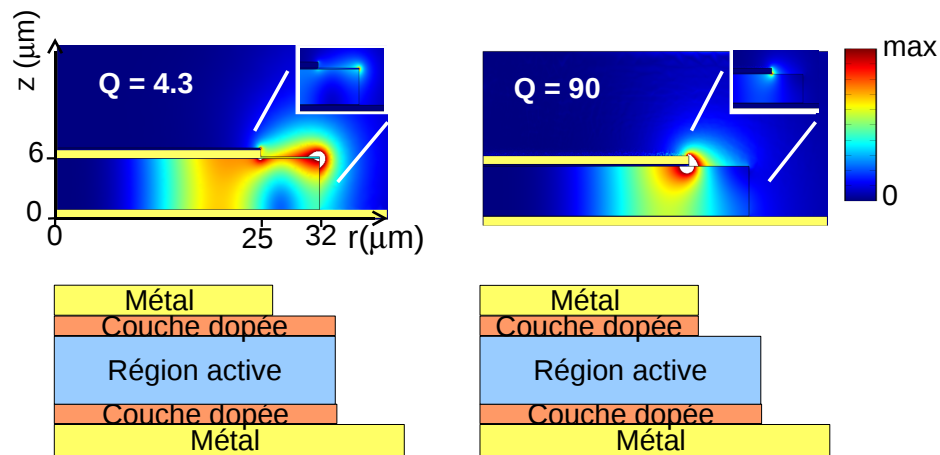 z (μm)
6
0
0
25
32
r(μm)
Q = 4.3
Q = 90
max
0
Métal
Couche dopée
Région active
Couche dopée
Métal
Métal
Couche dopée
Région active
Couche dopée
Métal